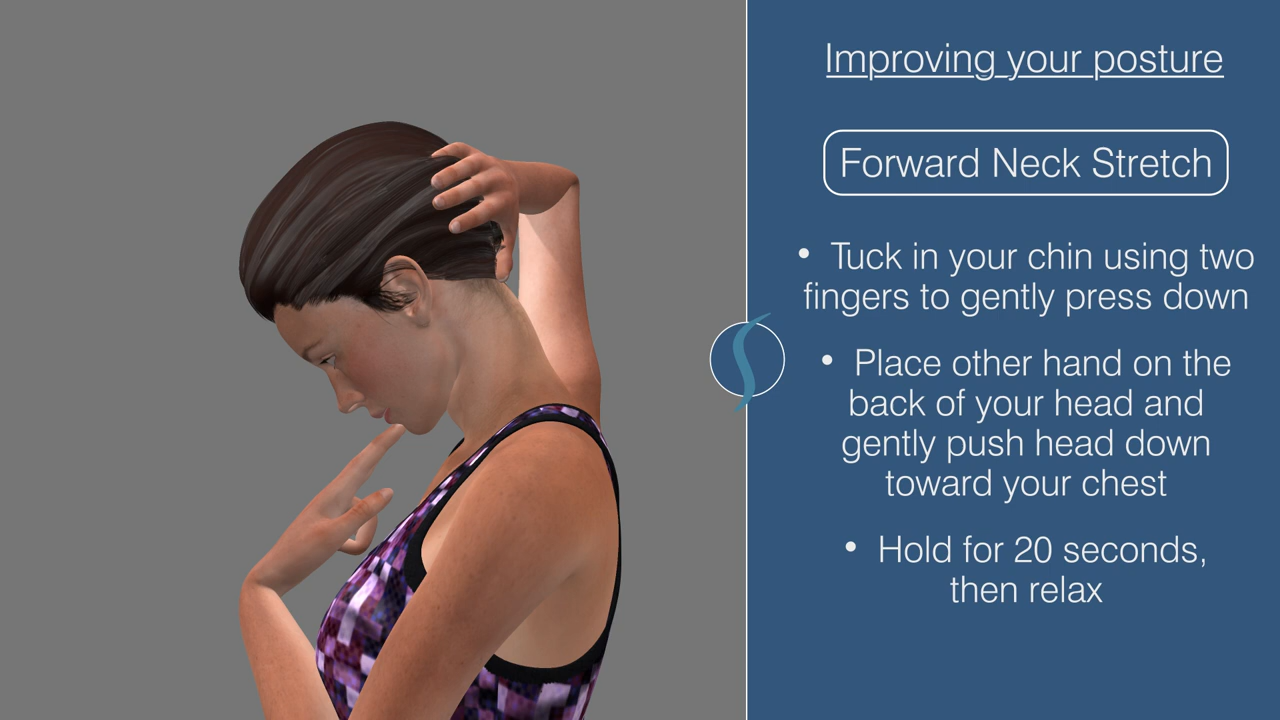 Improving your posture
Forward Neck Stretch
• Tuck in your chin using two
fingers to gently press down
• Place other hand on the
back of your head and
gently push head down
toward your chest
• Hold for 20 seconds,
then relax